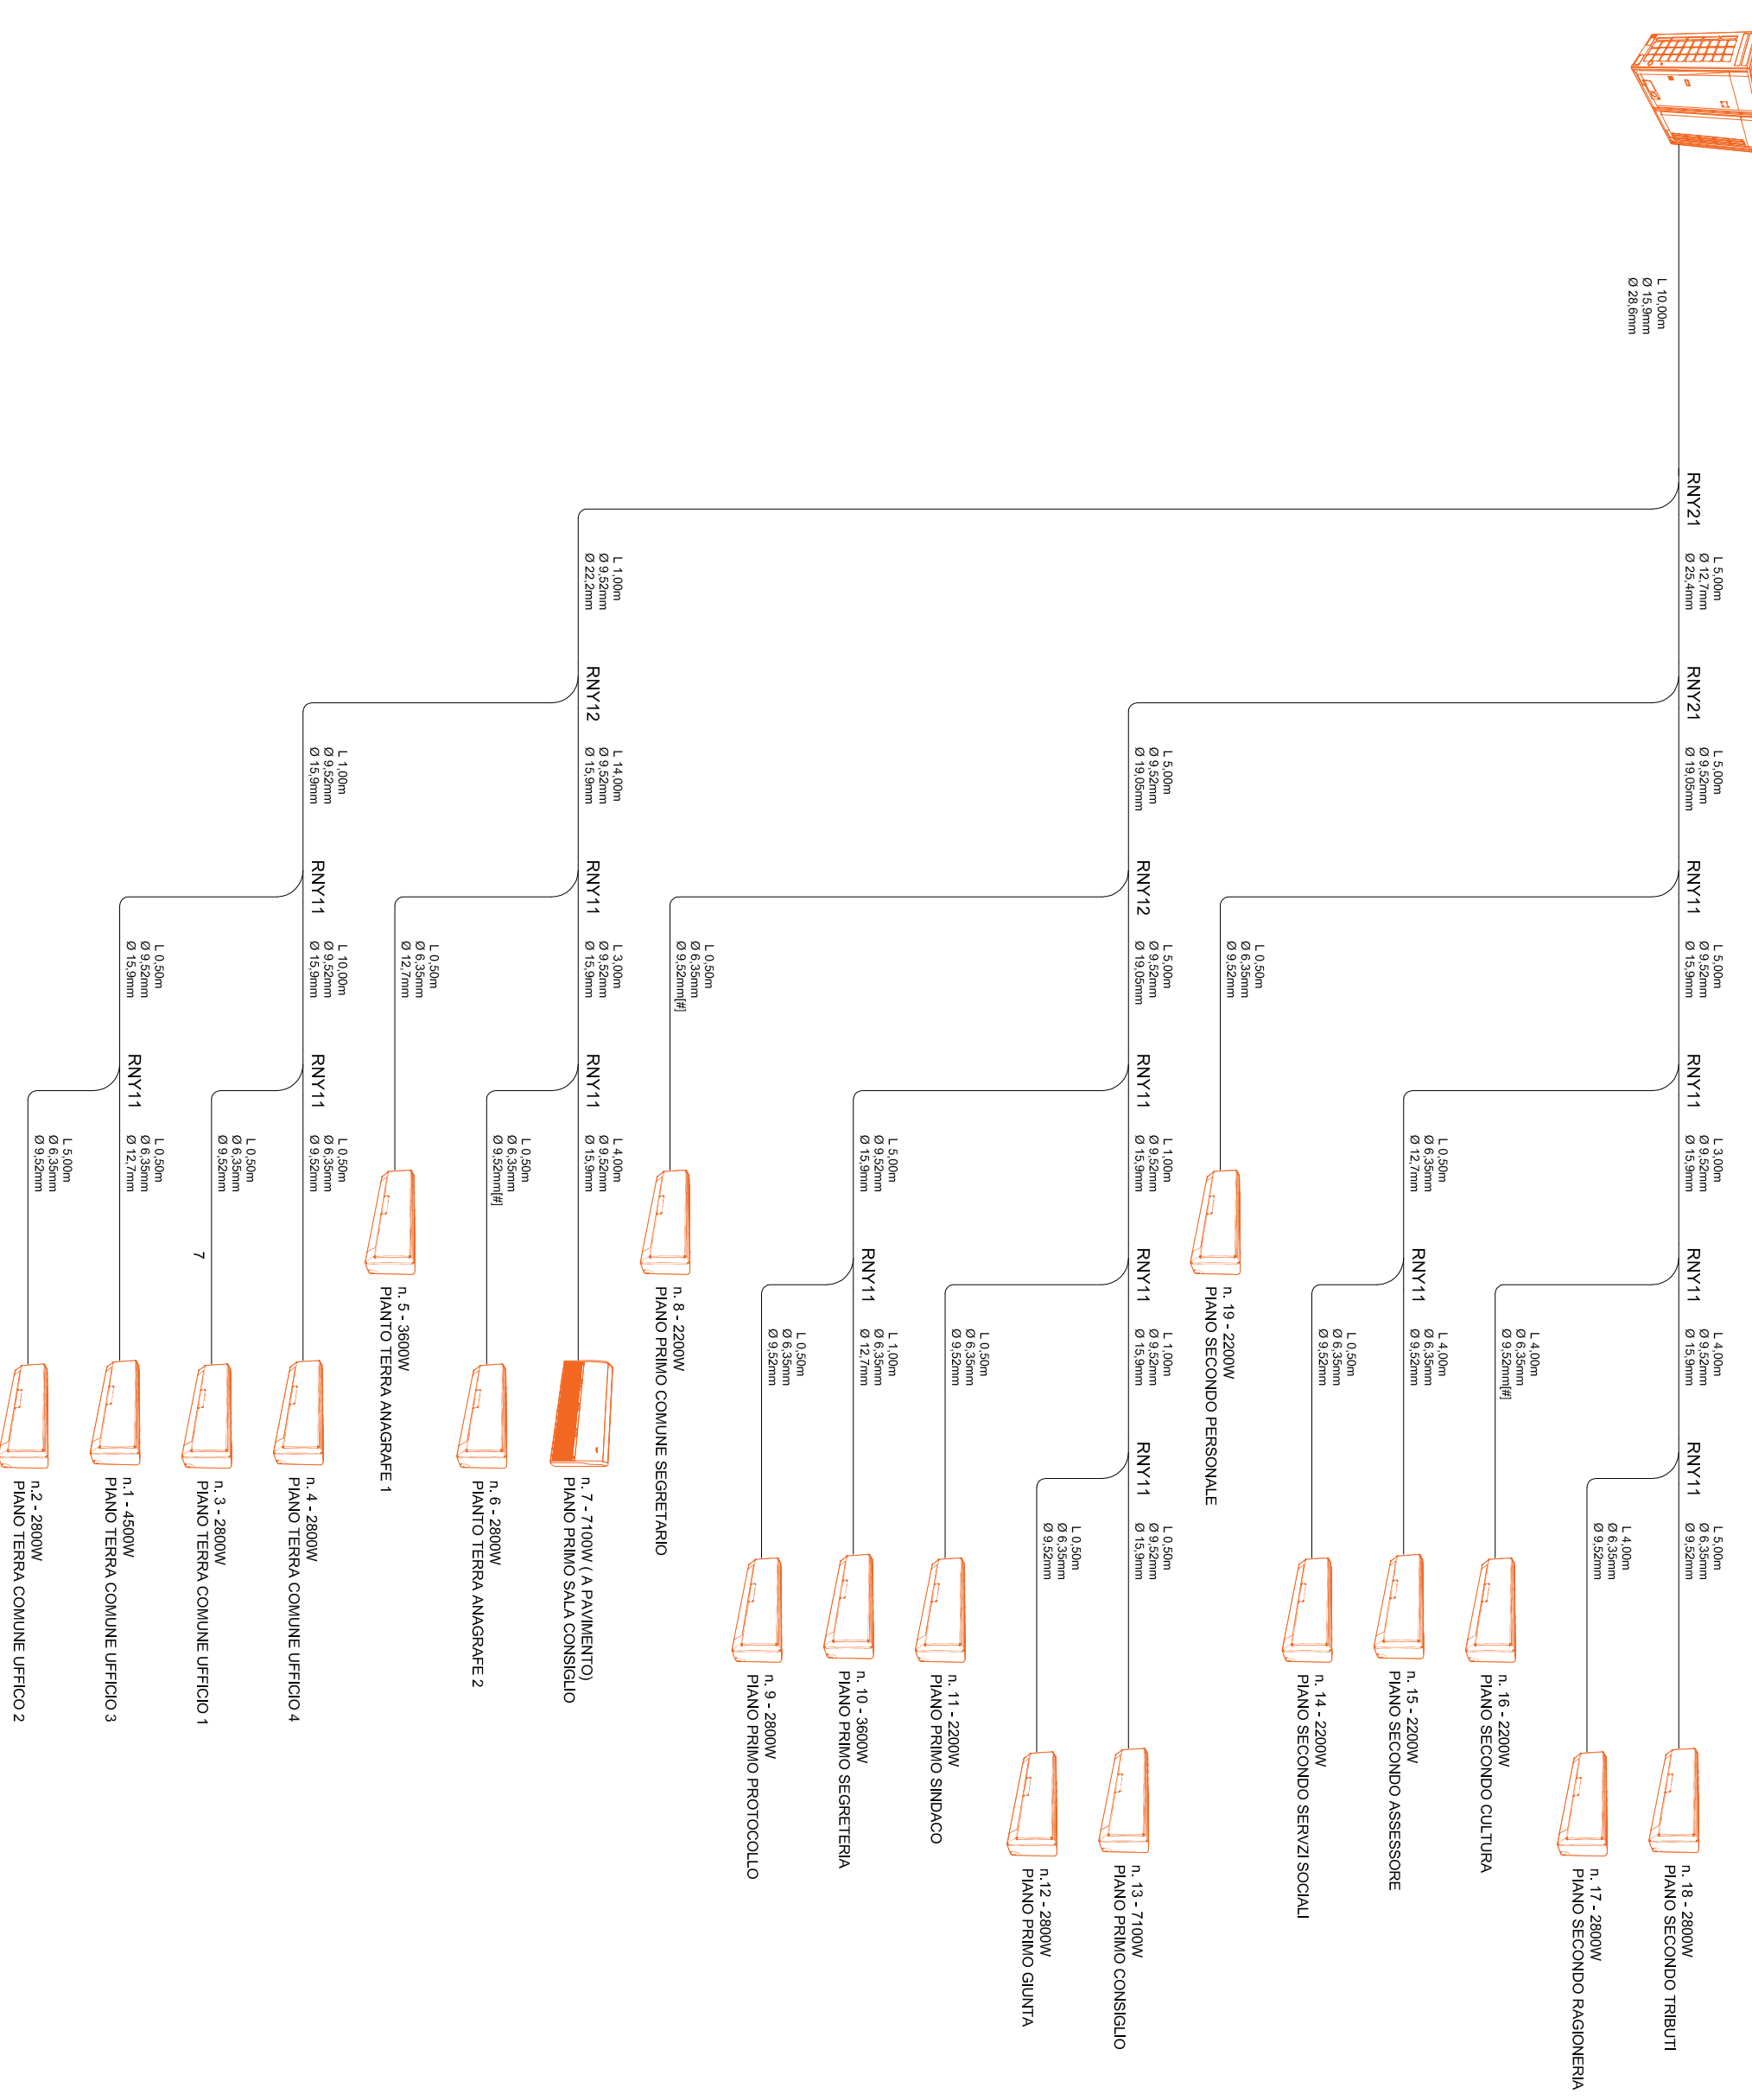 L 10,00m
Ø 15,9mm
Ø 28,6mm
RNY21
L 5,00m
Ø 12,7mm
Ø 25,4mm
RNY21
L 5,00m
Ø 9,52mm
Ø 19,05mm
RNY11
L 5,00m
Ø 9,52mm
Ø 15,9mm
RNY11
L 3,00m
Ø 9,52mm
Ø 15,9mm
RNY11
L 4,00m
Ø 9,52mm
Ø 15,9mm
RNY11
L 5,00m
Ø 6,35mm
Ø 9,52mm
n. 18 - 2800W
PIANO SECONDO TRIBUTI
L 4,00m
Ø 6,35mm
Ø 9,52mm
n. 17 - 2800W
PIANO SECONDO RAGIONERIA
L 4,00m
Ø 6,35mm
Ø 9,52mm[#]
n. 16 - 2200W
PIANO SECONDO CULTURA
L 0,50m
Ø 6,35mm
Ø 12,7mm
RNY11
L 4,00m
Ø 6,35mm
Ø 9,52mm
n. 15 - 2200W
PIANO SECONDO ASSESSORE
L 0,50m
Ø 6,35mm
Ø 9,52mm
n. 14 - 2200W
PIANO SECONDO SERVZI SOCIALI
L 0,50m
Ø 6,35mm
Ø 9,52mm
n. 19 - 2200W
PIANO SECONDO PERSONALE
L 5,00m
Ø 9,52mm
Ø 19,05mm
RNY12
L 5,00m
Ø 9,52mm
Ø 19,05mm
RNY11
L 1,00m
Ø 9,52mm
Ø 15,9mm
RNY11
L 1,00m
Ø 9,52mm
Ø 15,9mm
RNY11
L 0,50m
Ø 9,52mm
Ø 15,9mm
n. 13 - 7100W
PIANO PRIMO CONSIGLIO
L 0,50m
Ø 6,35mm
Ø 9,52mm
n.12 - 2800W
PIANO PRIMO GIUNTA
L 0,50m
Ø 6,35mm
Ø 9,52mm
n. 11 - 2200W
PIANO PRIMO SINDACO
L 5,00m
Ø 9,52mm
Ø 15,9mm
RNY11
L 1,00m
Ø 6,35mm
Ø 12,7mm
n. 10 - 3600W
PIANO PRIMO SEGRETERIA
L 0,50m
Ø 6,35mm
Ø 9,52mm
n. 9 - 2800W
PIANO PRIMO PROTOCOLLO
L 0,50m
Ø 6,35mm
Ø 9,52mm[#]
n. 8 - 2200W
PIANO PRIMO COMUNE SEGRETARIO
L 1,00m
Ø 9,52mm
Ø 22,2mm
RNY12
L 14,00m
Ø 9,52mm
Ø 15,9mm
RNY11
L 3,00m
Ø 9,52mm
Ø 15,9mm
RNY11
L 4,00m
Ø 9,52mm
Ø 15,9mm
n. 7 - 7100W ( A PAVIMENTO)
PIANO PRIMO SALA CONSIGLIO
L 0,50m
Ø 6,35mm
Ø 9,52mm[#]
n. 6 - 2800W
PIANTO TERRA ANAGRAFE 2
L 0,50m
Ø 6,35mm
Ø 12,7mm
n. 5 - 3600W
PIANTO TERRA ANAGRAFE 1
L 1,00m
Ø 9,52mm
Ø 15,9mm
RNY11
L 10,00m
Ø 9,52mm
Ø 15,9mm
RNY11
L 0,50m
Ø 6,35mm
Ø 9,52mm
n. 4 - 2800W
PIANO TERRA COMUNE UFFICIO 4
L 0,50m
Ø 6,35mm
Ø 9,52mm
7
n. 3 - 2800W
PIANO TERRA COMUNE UFFICIO 1
L 0,50m
Ø 9,52mm
Ø 15,9mm
RNY11
L 0,50m
Ø 6,35mm
Ø 12,7mm
n.1 - 4500W
PIANO TERRA COMUNE UFFICIO 3
L 5,00m
Ø 6,35mm
Ø 9,52mm
n.2 - 2800W
PIANO TERRA COMUNE UFFICO 2